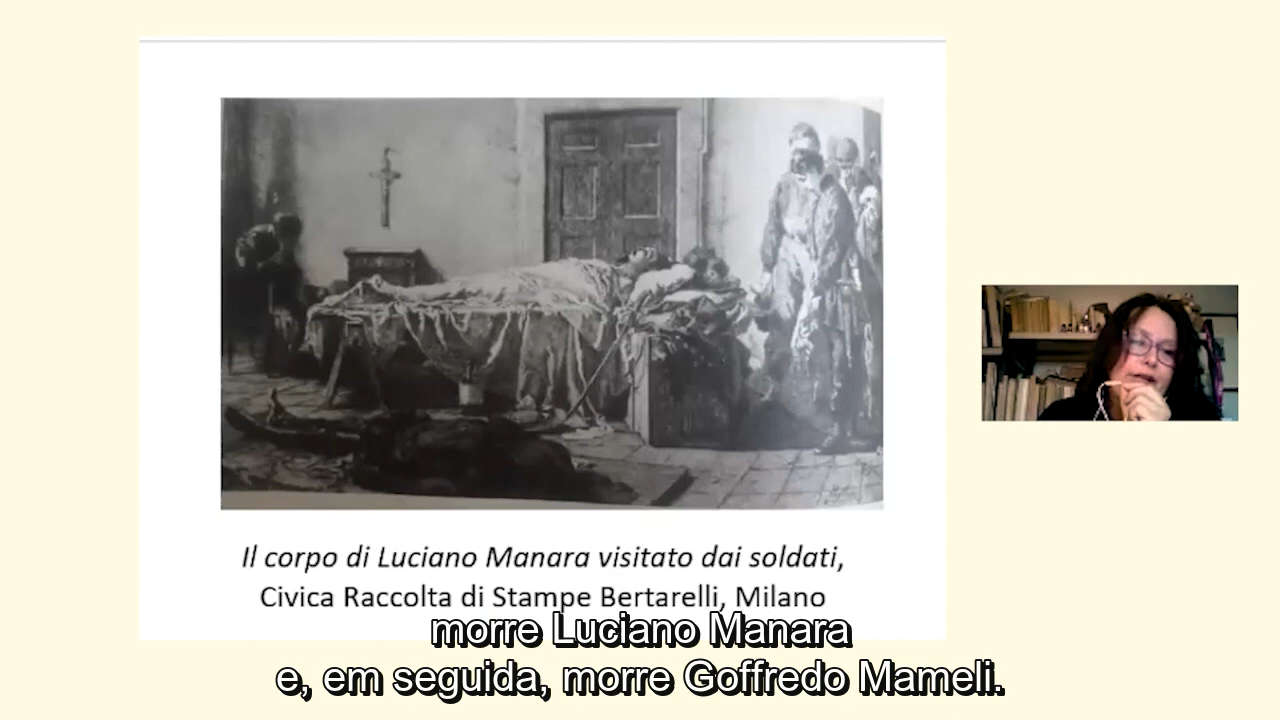 Il corpo di Luciano Manara visitato dai soldati,
Civica Raccolta di Stampe Bertarelli, Milano
morre Luciano Manara
e, em seguida, morre Goffredo Mameli.